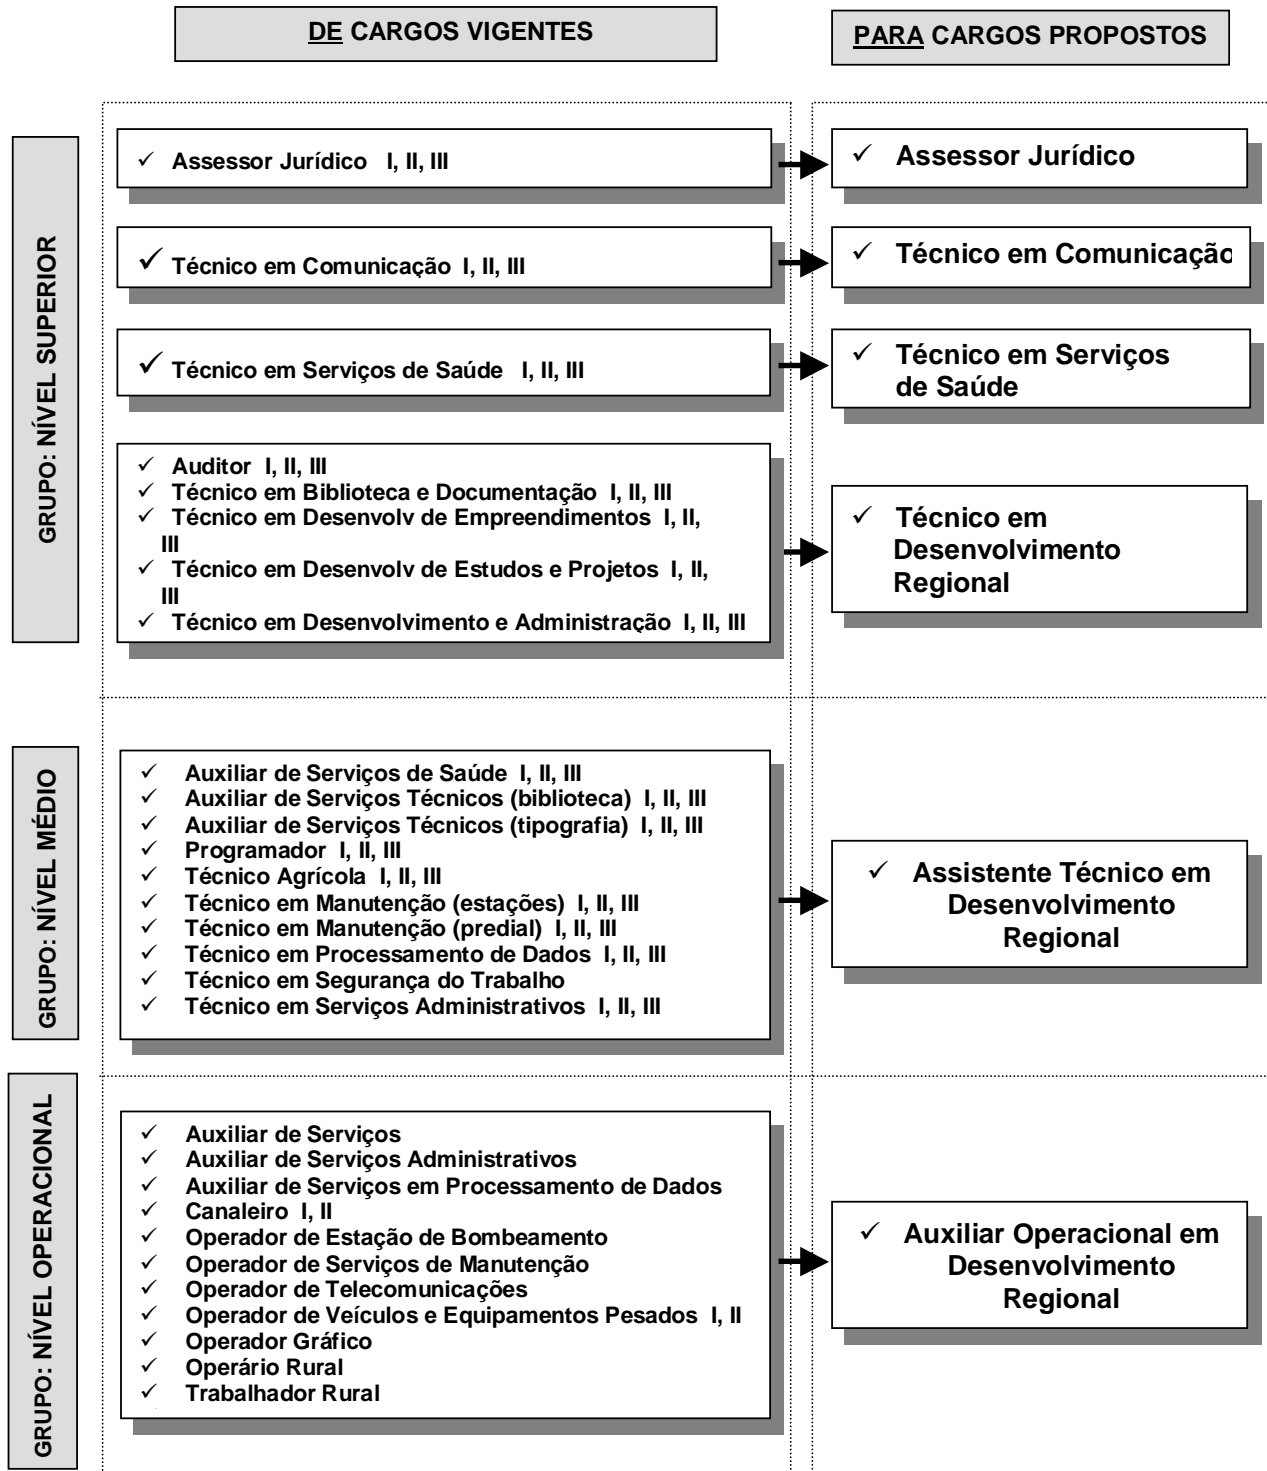 DE CARGOS VIGENTES
PARA CARGOS PROPOSTOS
GRUPO: NÍVEL SUPERIOR
✓ Assessor Jurídico I, II, III
✓ Assessor Jurídico
✓ Técnico em Comunicação I, II, III
✓ Técnico em Comunicação
✓ Técnico em Serviços de Saúde I, II, III
✓ Técnico em Serviços
de Saúde
✓ Auditor I, II, III
✓ Técnico em Biblioteca e Documentação I, II, III
✓ Técnico em Desenvolv de Empreendimentos I, II,
III
✓ Técnico em Desenvolv de Estudos e Projetos I, II,
III
✓ Técnico em Desenvolvimento e Administração I, II, III
✓ Técnico em
Desenvolvimento
Regional
GRUPO: NÍVEL MÉDIO
✓ Auxiliar de Serviços de Saúde I, II, III
✓ Auxiliar de Serviços Técnicos (biblioteca) I, II, III
✓ Auxiliar de Serviços Técnicos (tipografia) I, II, III
✓ Programador I, II, III
✓ Técnico Agrícola I, II, III
✓ Técnico em Manutenção (estações) I, II, III
✓ Técnico em Manutenção (predial) I, II, III
✓ Técnico em Processamento de Dados I, II, III
✓ Técnico em Segurança do Trabalho
✓ Técnico em Serviços Administrativos I, II, III
✓ Assistente Técnico em
Desenvolvimento
Regional
GRUPO: NÍVEL OPERACIONAL
✓ Auxiliar de Serviços
✓ Auxiliar de Serviços Administrativos
✓ Auxiliar de Serviços em Processamento de Dados
✓ Canaleiro I, II
✓ Operador de Estação de Bombeamento
✓ Operador de Serviços de Manutenção
✓ Operador de Telecomunicações
✓ Operador de Veículos e Equipamentos Pesados I, II
✓ Operador Gráfico
✓ Operário Rural
✓ Trabalhador Rural
✓ Auxiliar Operacional em
Desenvolvimento
Regional